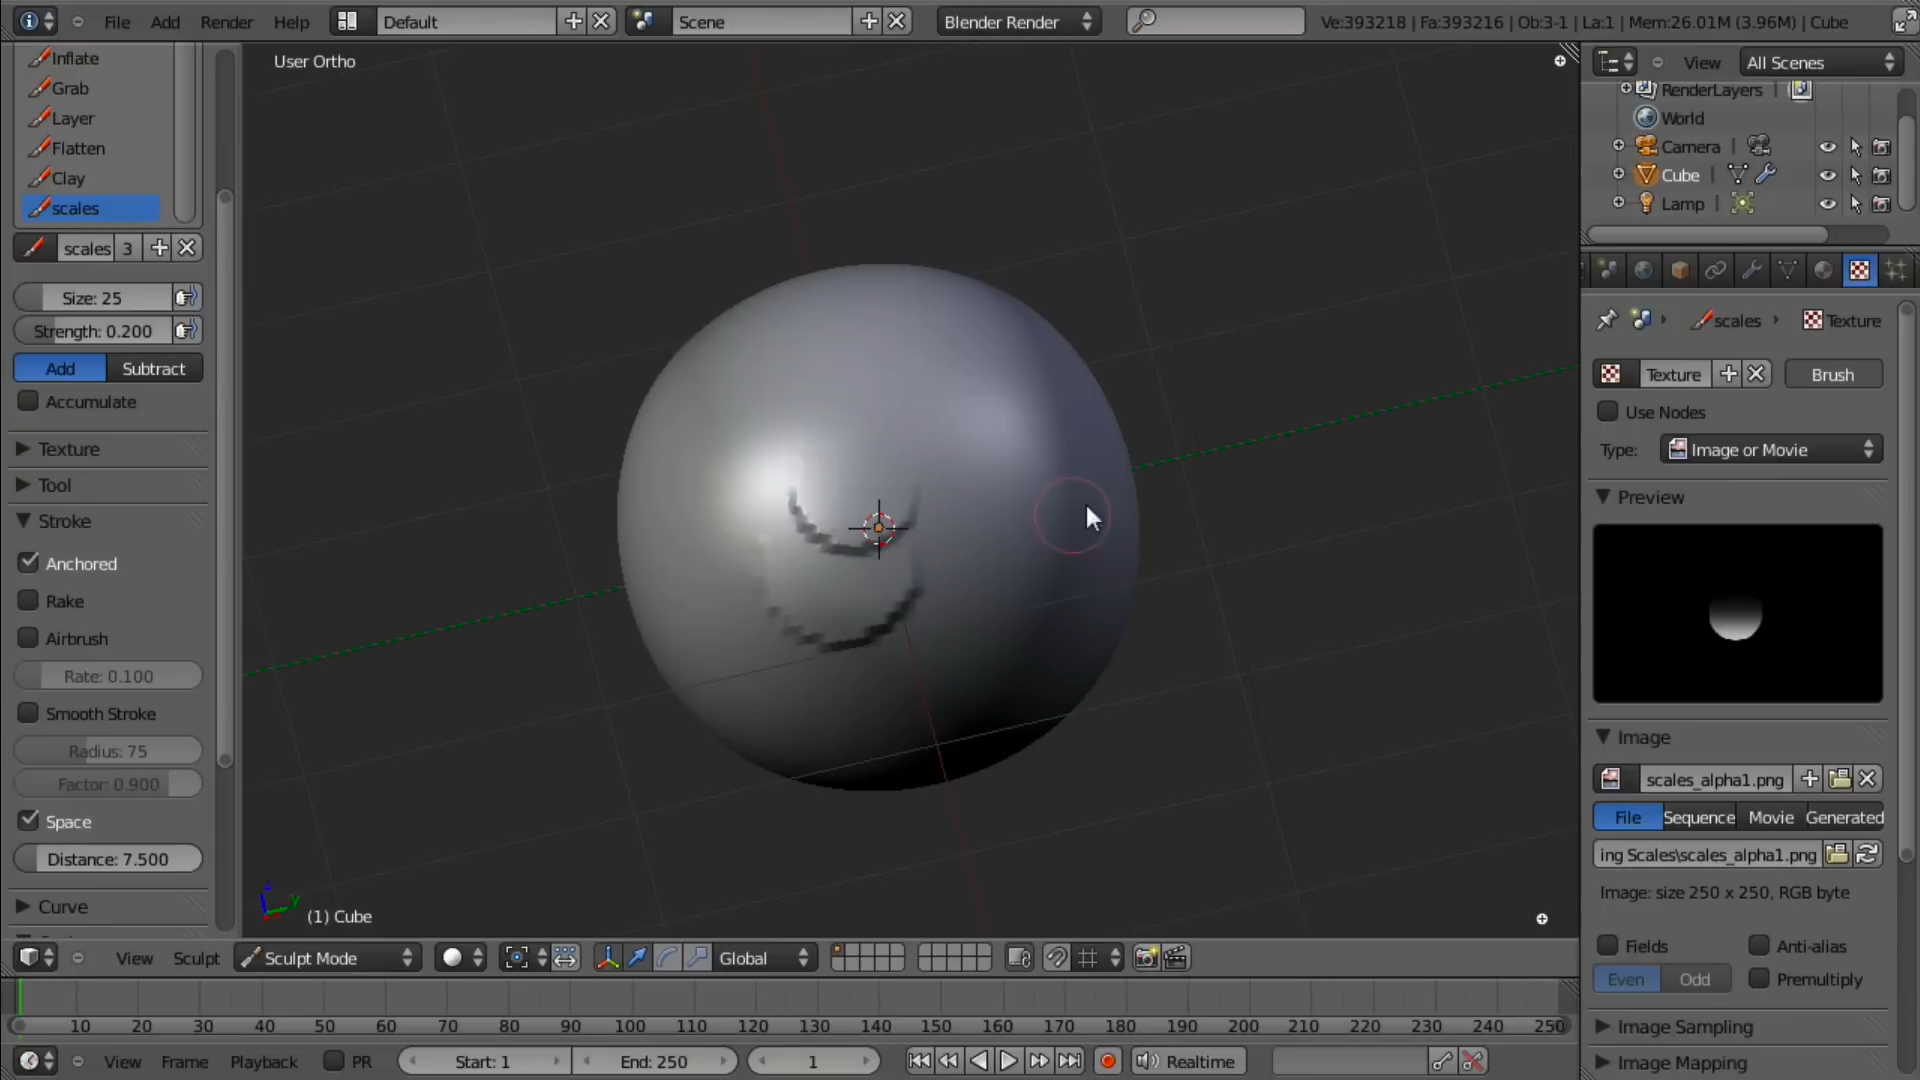 File Add Render Help Default Scene Blender Render Ve:393218 | Fa:393216 | Ob:3-1 | La:1 | Mem:26.01M (3.96M) | Cube
Inflate
Grab
Layer
Flatten
Clay
scales
scales 3
Size: 25
Strength: 0.200
Add Subtract
Accumulate
Texture
Tool
Stroke
Anchored
Rake
Airbrush
Rate: 0.100
Smooth Stroke
Radius: 75
Factor: 0.900
Space
Distance: 7.500
Curve
User Ortho
(1) Cube
View All Scenes
RenderLayers |
World
Camera |
Cube |
Lamp |
scales Texture
Texture Brush
Use Nodes
Type: Image or Movie
Preview
Image
scales_alpha1.png
File Sequence Movie Generated
ing Scales\scales_alpha1.png
Image: size 250 x 250, RGB byte
Fields Anti-alias
Even Odd Premultiply
Image Sampling
Image Mapping
View Sculpt Sculpt Mode Global
10 20 30 40 50 60 70 80 90 100 110 120 130 140 150 160 170 180 190 200 210 220 230 240 250
View Frame Playback PR Start: 1 End: 250 1 Realtime